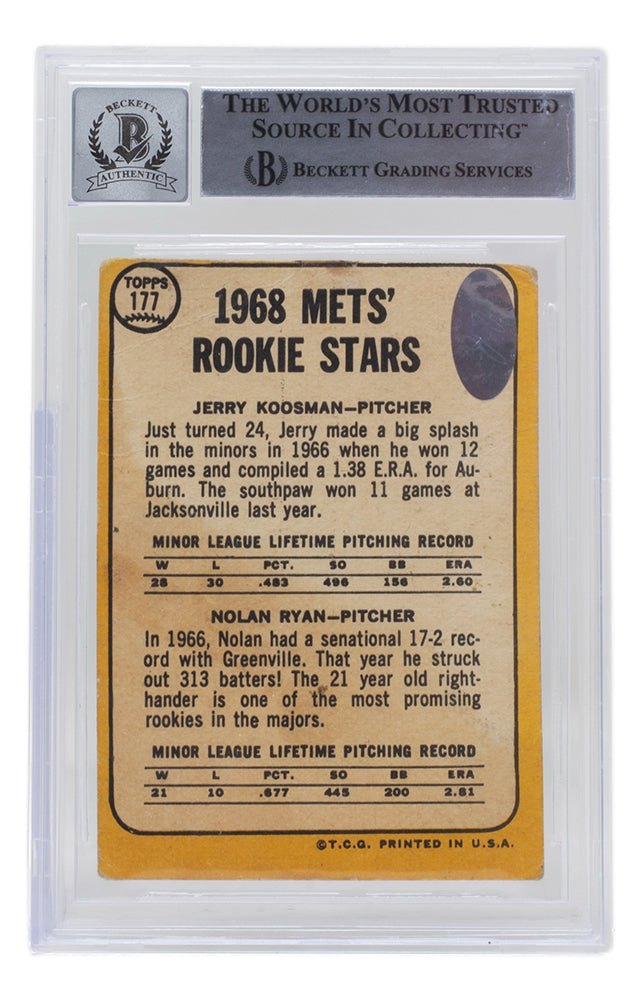 BECKETT
B
AUTHENTIC
THE WORLD'S MOST TRUSTED
SOURCE IN COLLECTING™
B BECKETT GRADING SERVICES
TOPPS
177
1968 METS'
ROOKIE STARS
JERRY KOOSMAN—PITCHER
Just turned 24, Jerry made a big splash
in the minors in 1966 when he won 12
games and compiled a 1.38 E.R.A. for Au-
burn. The southpaw won 11 games at
Jacksonville last year.
MINOR LEAGUE LIFETIME PITCHING RECORD
W L PCT. SO BB ERA
28 30 .483 496 156 2.60
NOLAN RYAN—PITCHER
In 1966, Nolan had a senational 17-2 rec-
ord with Greenville. That year he struck
out 313 batters! The 21 year old right-
hander is one of the most promising
rookies in the majors.
MINOR LEAGUE LIFETIME PITCHING RECORD
W L PCT. SO BB ERA
21 10 .677 445 200 2.81
©T.C.G. PRINTED IN U.S.A.